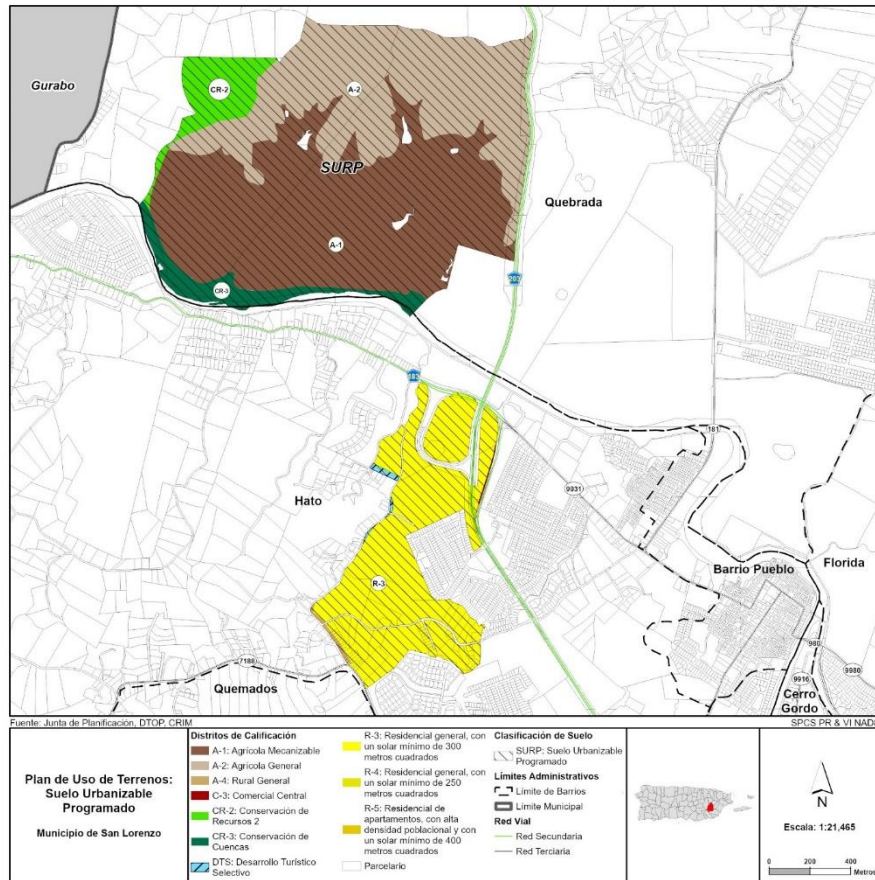 Gurabo
CR-2
A-2
SURP
Quebrada
A-1
203
CR-3
183
181
Hato
9931
Barrio Pueblo
Florida
R-3
7188
Quemados
980
9980
9916
Cerro
Gordo
Fuente: Junta de Planificación, DTOP, CRIM
SPCS PR & VI NAD8
Plan de Uso de Terrenos:
Suelo Urbanizable
Programado
Municipio de San Lorenzo
Distritos de Calificación
A-1: Agrícola Mecanizable
A-2: Agrícola General
A-4: Rural General
C-3: Comercial Central
CR-2: Conservación de
Recursos 2
CR-3: Conservación de
Cuencas
DTS: Desarrollo Turístico
Selectivo
R-3: Residencial general, con
un solar mínimo de 300
metros cuadrados
R-4: Residencial general, con
un solar mínimo de 250
metros cuadrados
R-5: Residencial de
apartamentos, con alta
densidad poblacional y con
un solar mínimo de 400
metros cuadrados
Parcelario
Clasificación de Suelo
SURP: Suelo Urbanizable
Programado
Límites Administrativos
Límite de Barrios
Límite Municipal
Red Vial
Red Secundaria
Red Terciaria
N
Escala: 1:21,465
0 200 400
Metros